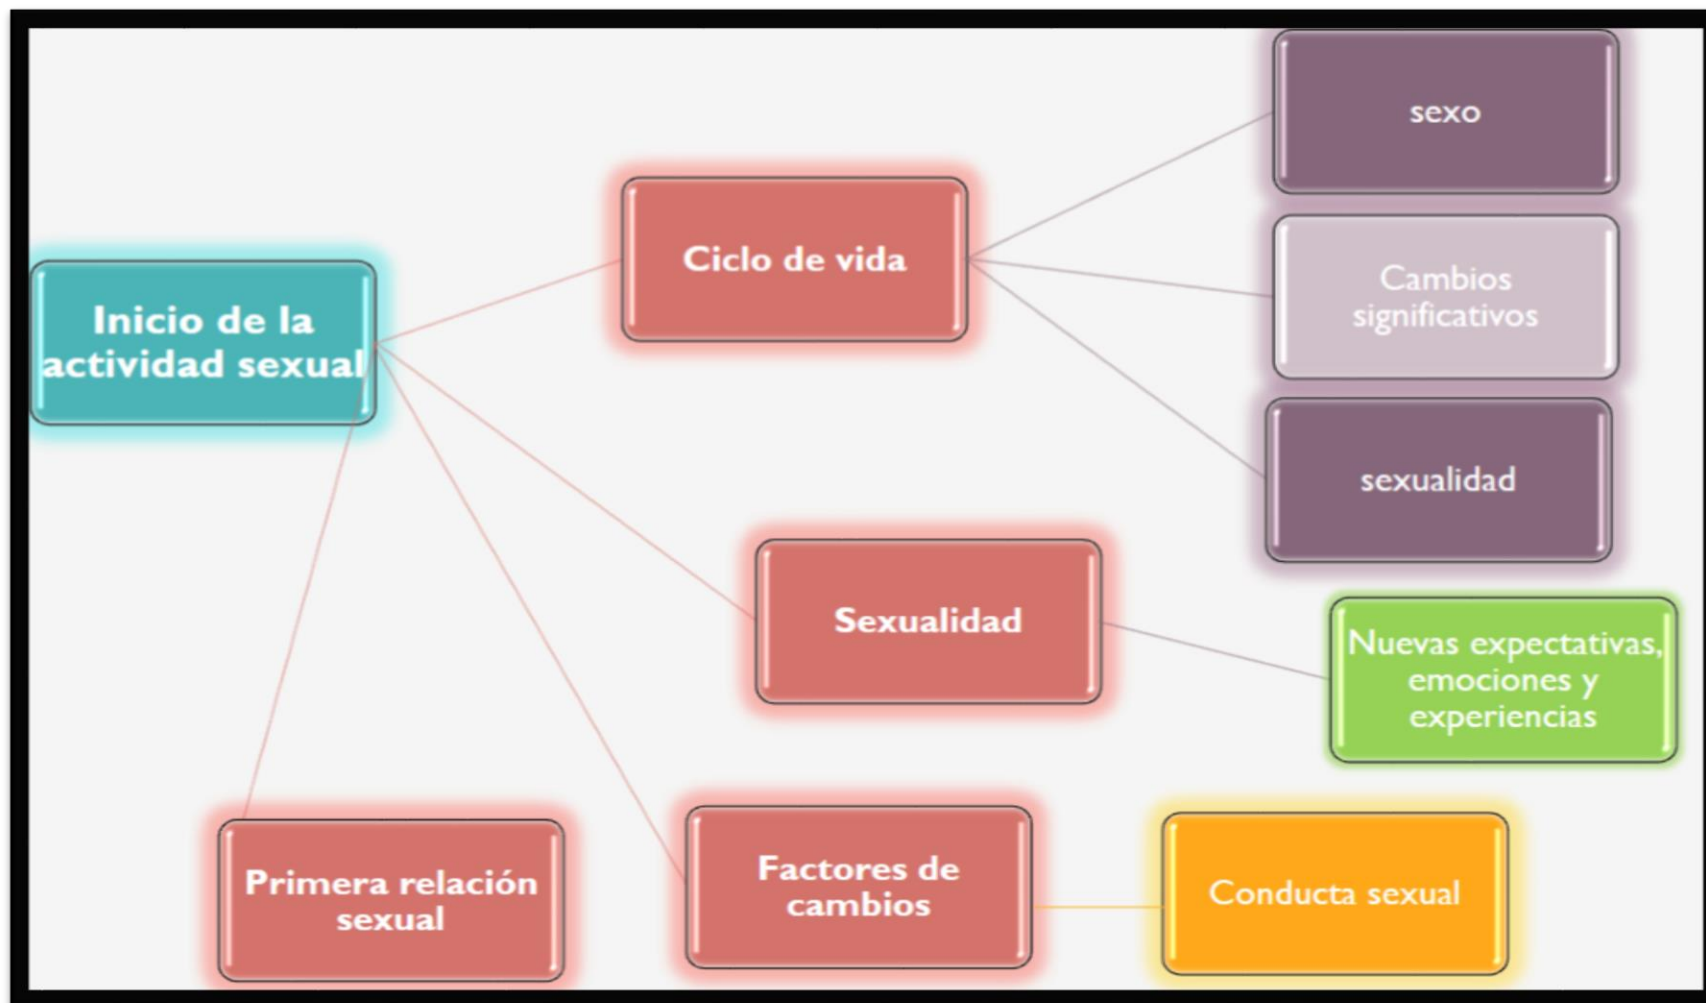 sexo
Ciclo de vida
Inicio de la
actividad sexual
Cambios
significativos
sexualidad
Sexualidad
Nuevas expectativas,
emociones y
experiencias
Primera relación
sexual
Factores de
cambios
Conducta sexual